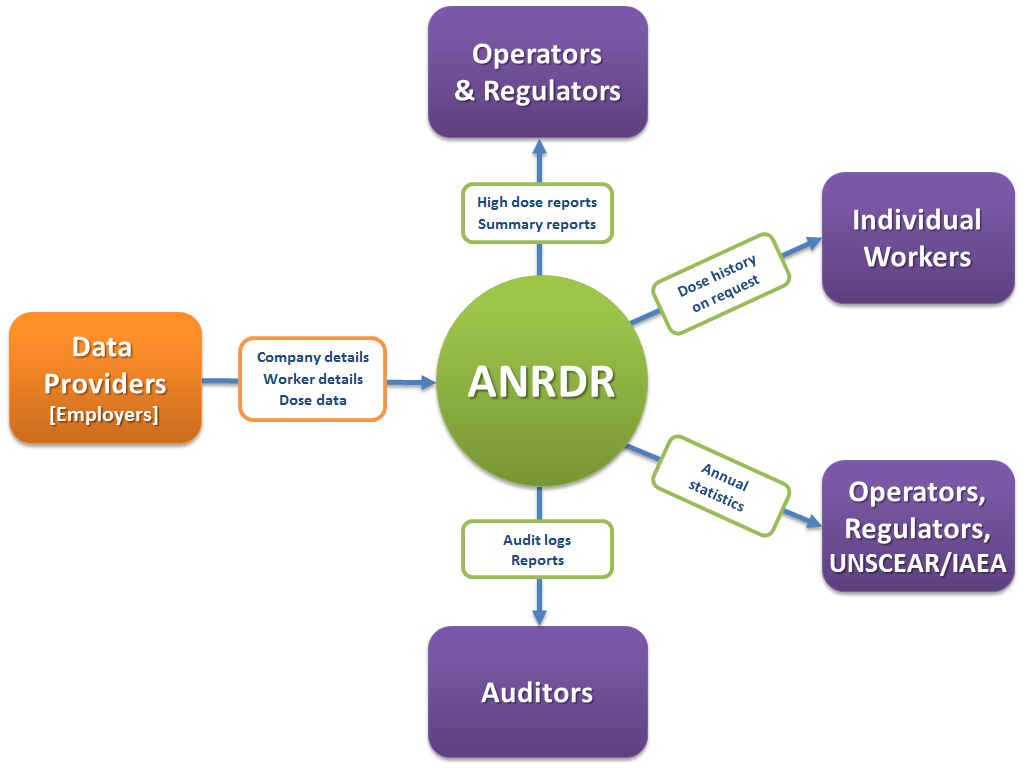 Operators
& Regulators
High dose reports
Summary reports
Individual
Workers
Dose history
on request
Data
Providers
[Employers]
Company details
Worker details
Dose data
ANRDR
Annual
statistics
Operators,
Regulators,
UNSCEAR/IAEA
Audit logs
Reports
Auditors